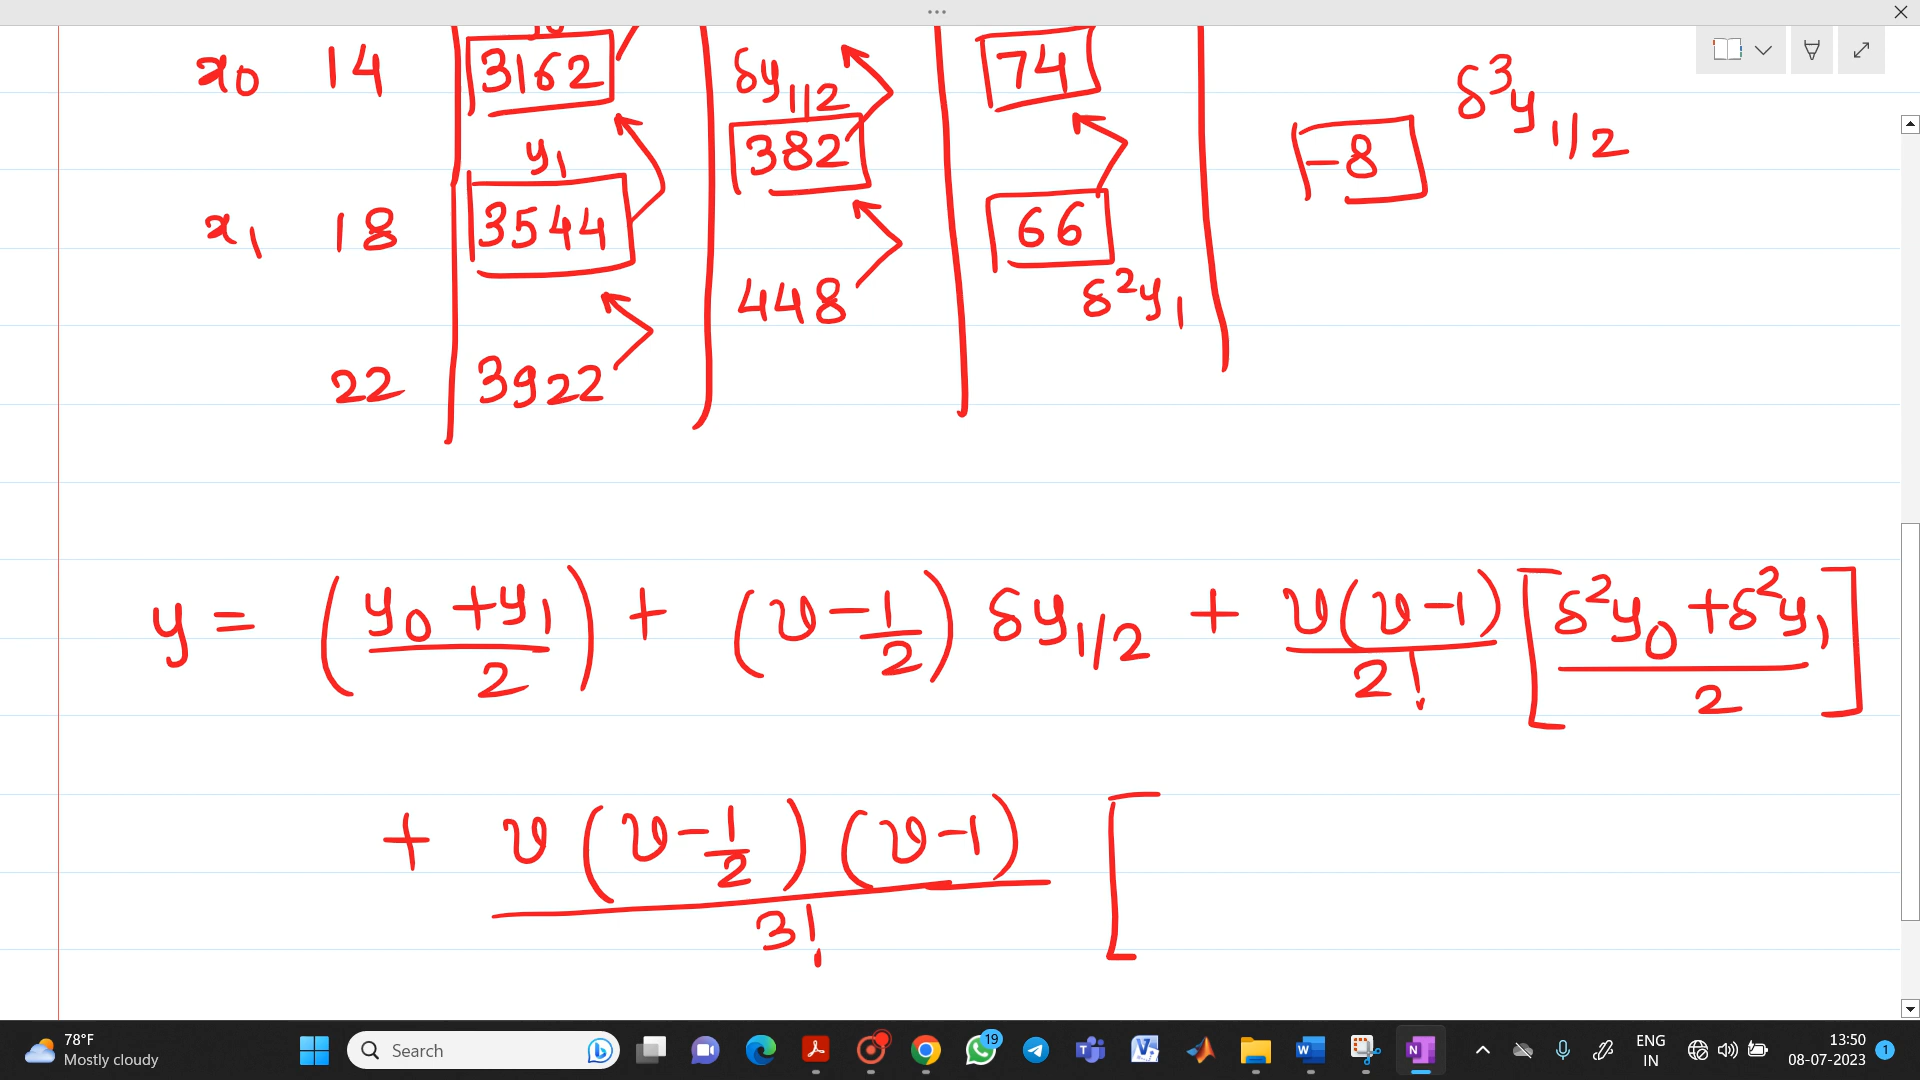 x₀ 14 3162 δy₁/₂ 74 δ³y₁/₂
y₁ 382 -8
x₁ 18 3544 66
448 δ²y₁
22 3922
y = (y₀ + y₁)/2 + (v - 1/2) δy₁/₂ + v(v-1)/2! [(δ²y₀ + δ²y₁)/2]
+ v(v - 1/2)(v-1)/3! [
78°F
Mostly cloudy
Search
19
ENG
IN
13:50
08-07-2023
1